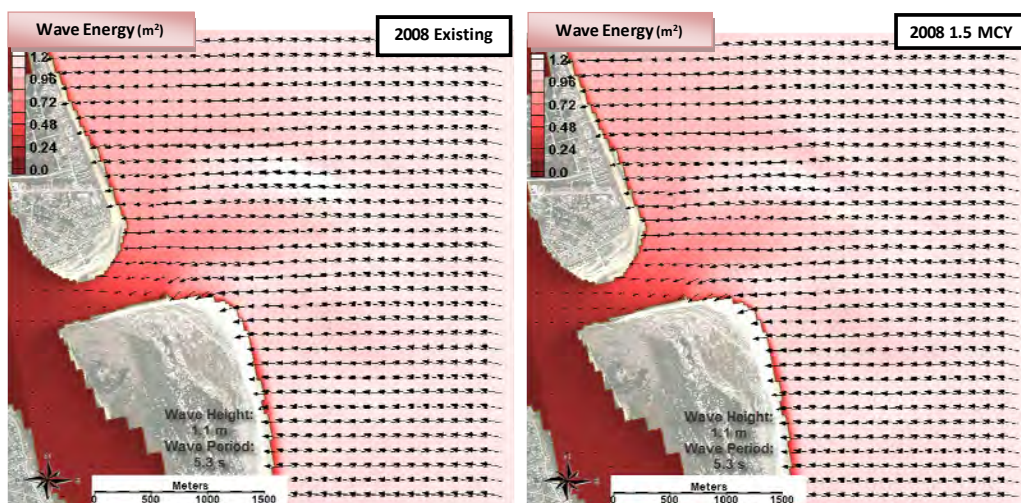 Wave Energy (m²)
2008 Existing
1.2
0.96
0.72
0.48
0.24
0.0
Wave Height:
1.1 m
Wave Period:
5.3 s
Meters
0 500 1000 1500
Wave Energy (m²)
2008 1.5 MCY
1.2
0.96
0.72
0.48
0.24
0.0
Wave Height:
1.1 m
Wave Period:
5.3 s
Meters
0 500 1000 1500